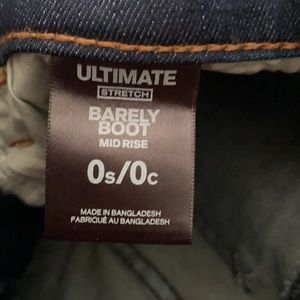 ULTIMATE
STRETCH
BARELY
BOOT
MID RISE
0s/0c
MADE IN BANGLADESH
FABRIQUÉ AU BANGLADESH